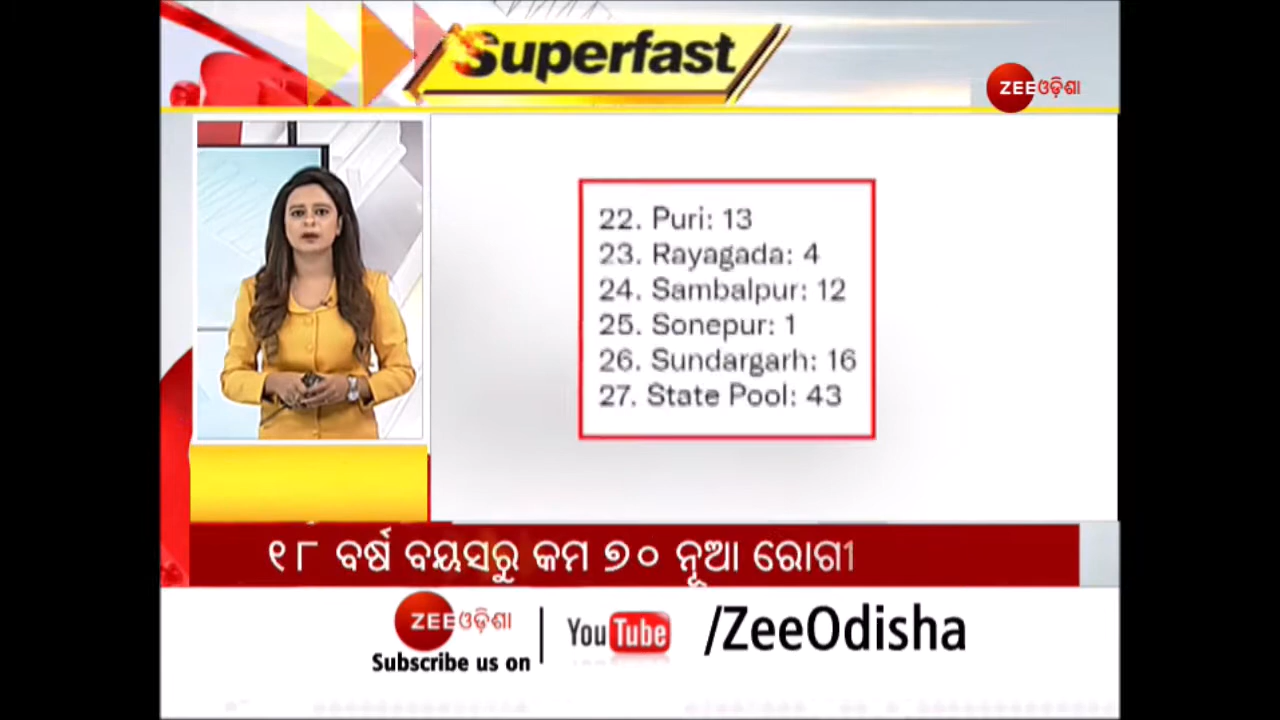 Superfast
ZEE ଓଡ଼ିଶା
22. Puri: 13
23. Rayagada: 4
24. Sambalpur: 12
25. Sonepur: 1
26. Sundargarh: 16
27. State Pool: 43
୧୮ ବର୍ଷ ବୟସରୁ କମ ୭୦ ନୂଆ ରୋଗୀ
ZEE ଓଡ଼ିଶା
Subscribe us on
YouTube
/ZeeOdisha